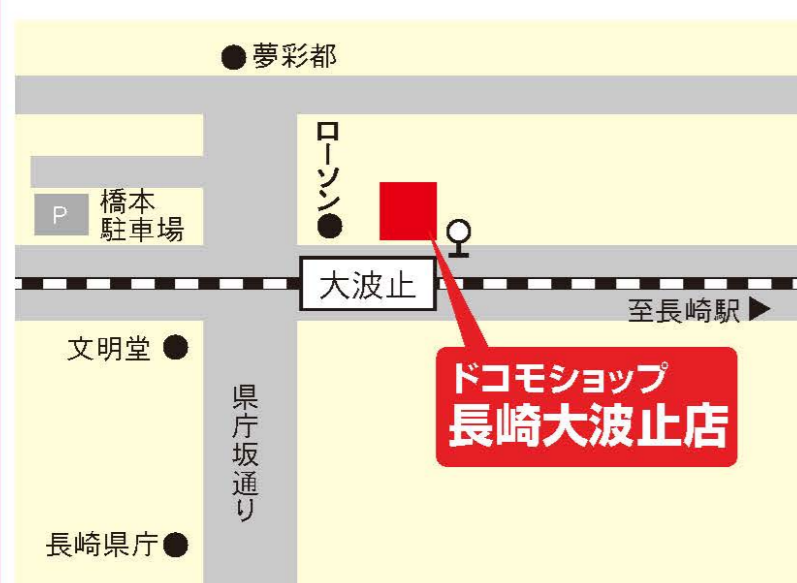 夢彩都
ローソン
P
橋本
駐車場
大波止
至長崎駅
文明堂
ドコモショップ
長崎大波止店
県庁坂通り
長崎県庁